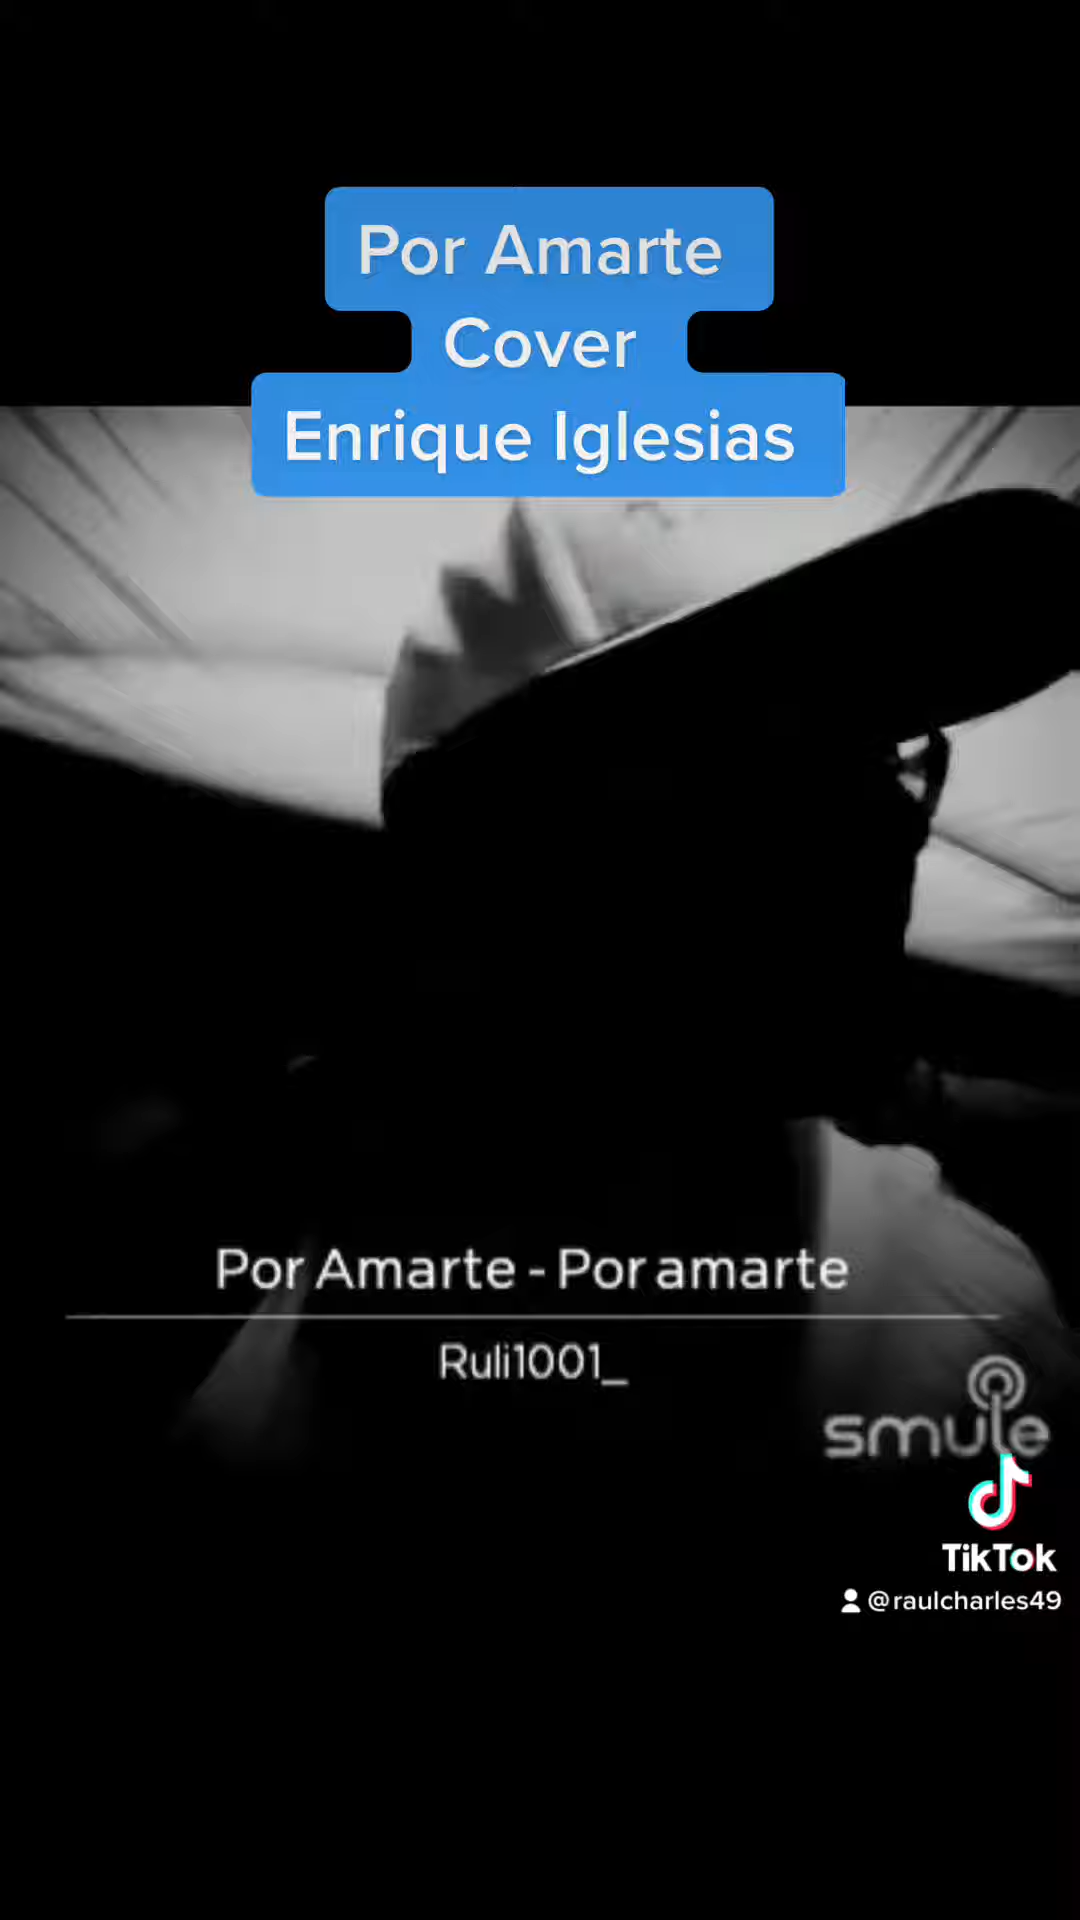 Por Amarte
Cover
Enrique Iglesias
Por Amarte - Por amarte
Ruli1001_
smule
TikTok
@raulcharles49